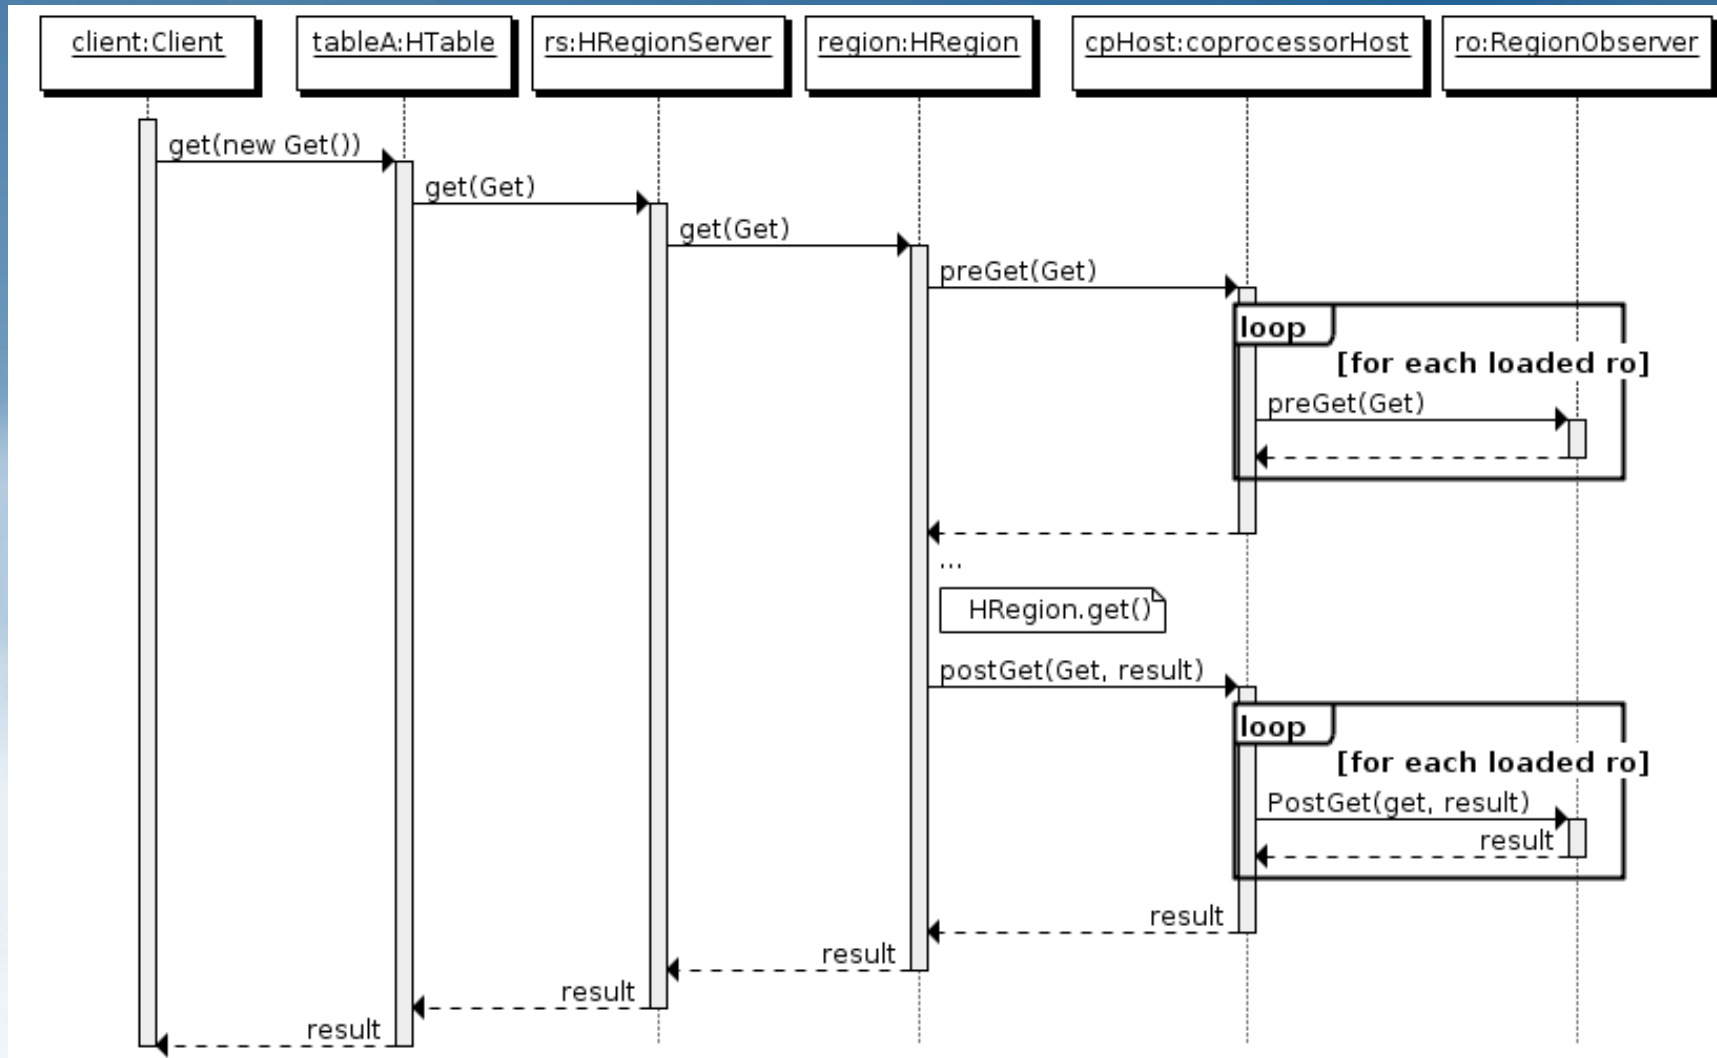 client:Client
tableA:HTable
rs:HRegionServer
region:HRegion
cpHost:coprocessorHost
ro:RegionObserver
get(new Get())
get(Get)
get(Get)
preGet(Get)
loop
[for each loaded ro]
preGet(Get)
...
HRegion.get()
postGet(Get, result)
loop
[for each loaded ro]
PostGet(get, result)
result
result
result
result
result